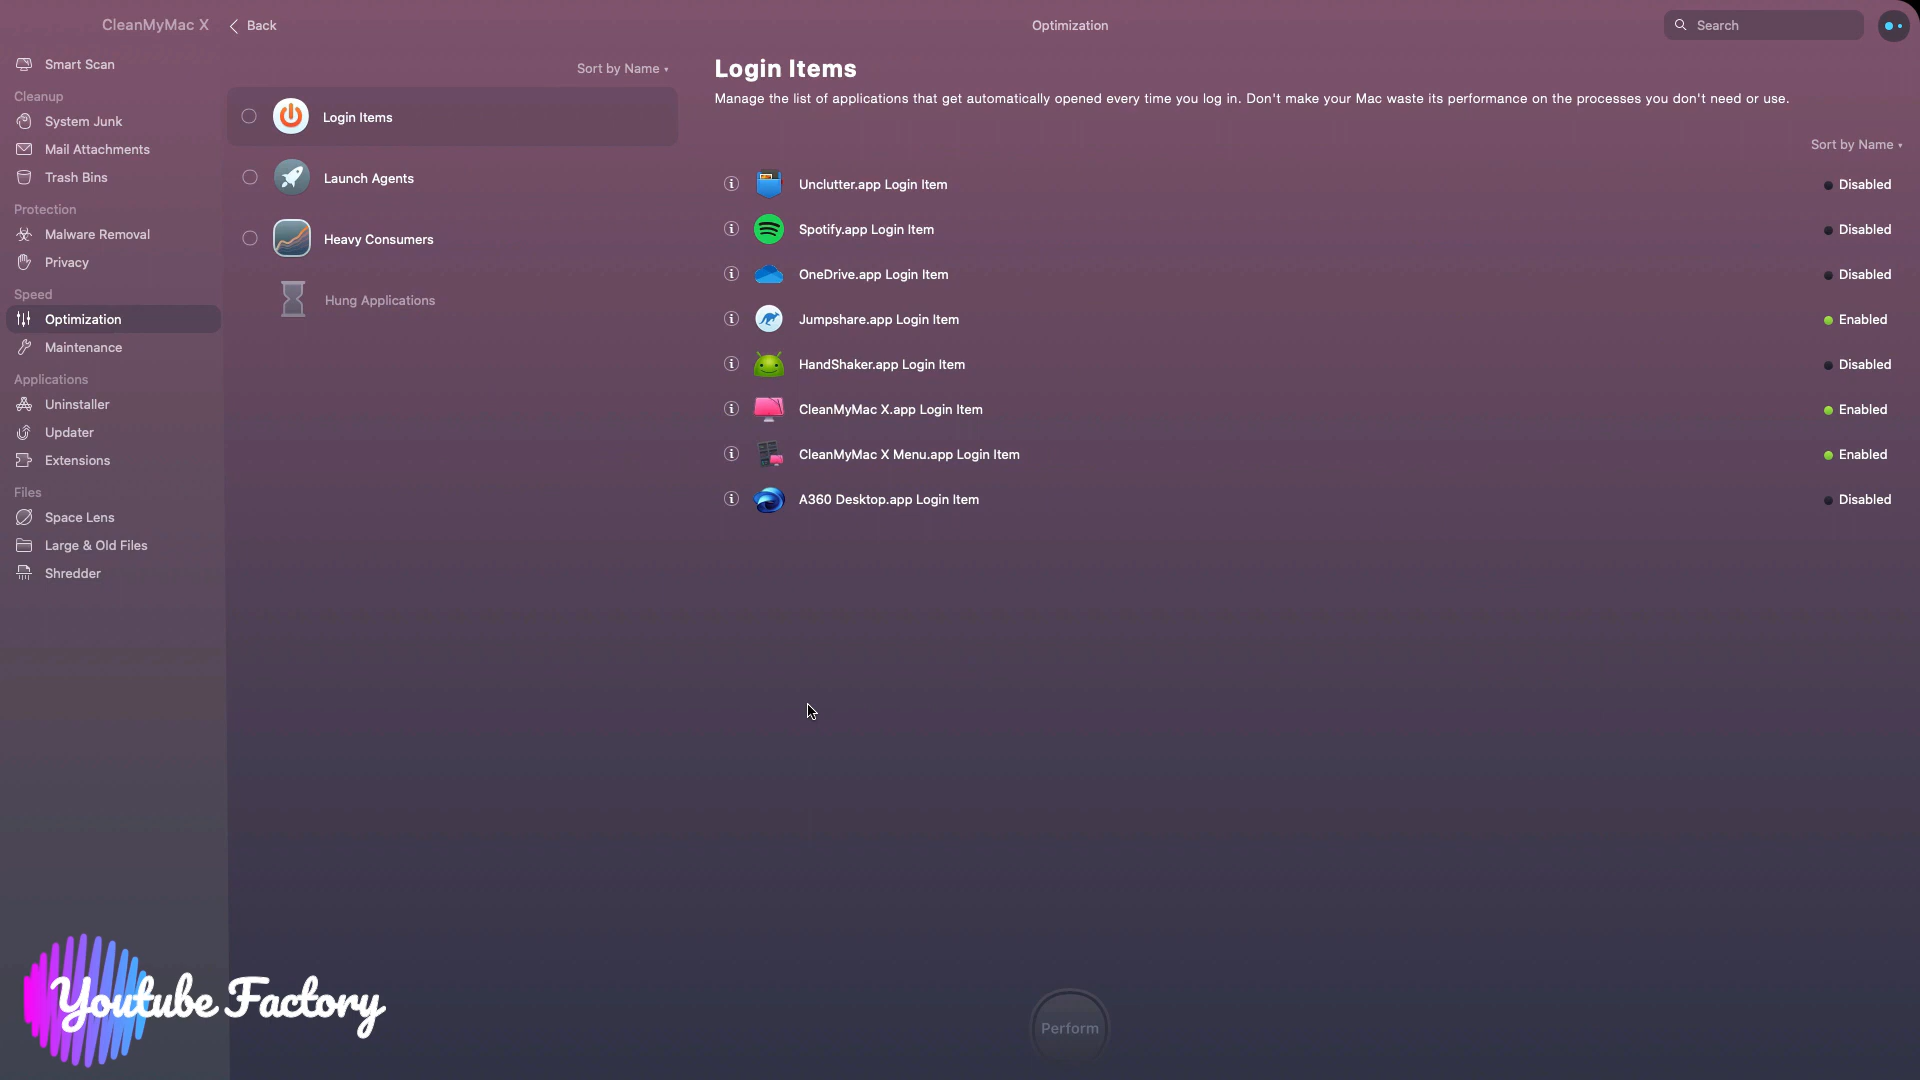 CleanMyMac X
Back
Optimization
Search
Smart Scan
Cleanup
System Junk
Mail Attachments
Trash Bins
Protection
Malware Removal
Privacy
Speed
Optimization
Maintenance
Applications
Uninstaller
Updater
Extensions
Files
Space Lens
Large & Old Files
Shredder
Sort by Name
Login Items
Launch Agents
Heavy Consumers
Hung Applications
Login Items
Manage the list of applications that get automatically opened every time you log in. Don't make your Mac waste its performance on the processes you don't need or use.
Sort by Name
Unclutter.app Login Item Disabled
Spotify.app Login Item Disabled
OneDrive.app Login Item Disabled
Jumpshare.app Login Item Enabled
HandShaker.app Login Item Disabled
CleanMyMac X.app Login Item Enabled
CleanMyMac X Menu.app Login Item Enabled
A360 Desktop.app Login Item Disabled
Youtube Factory
Perform